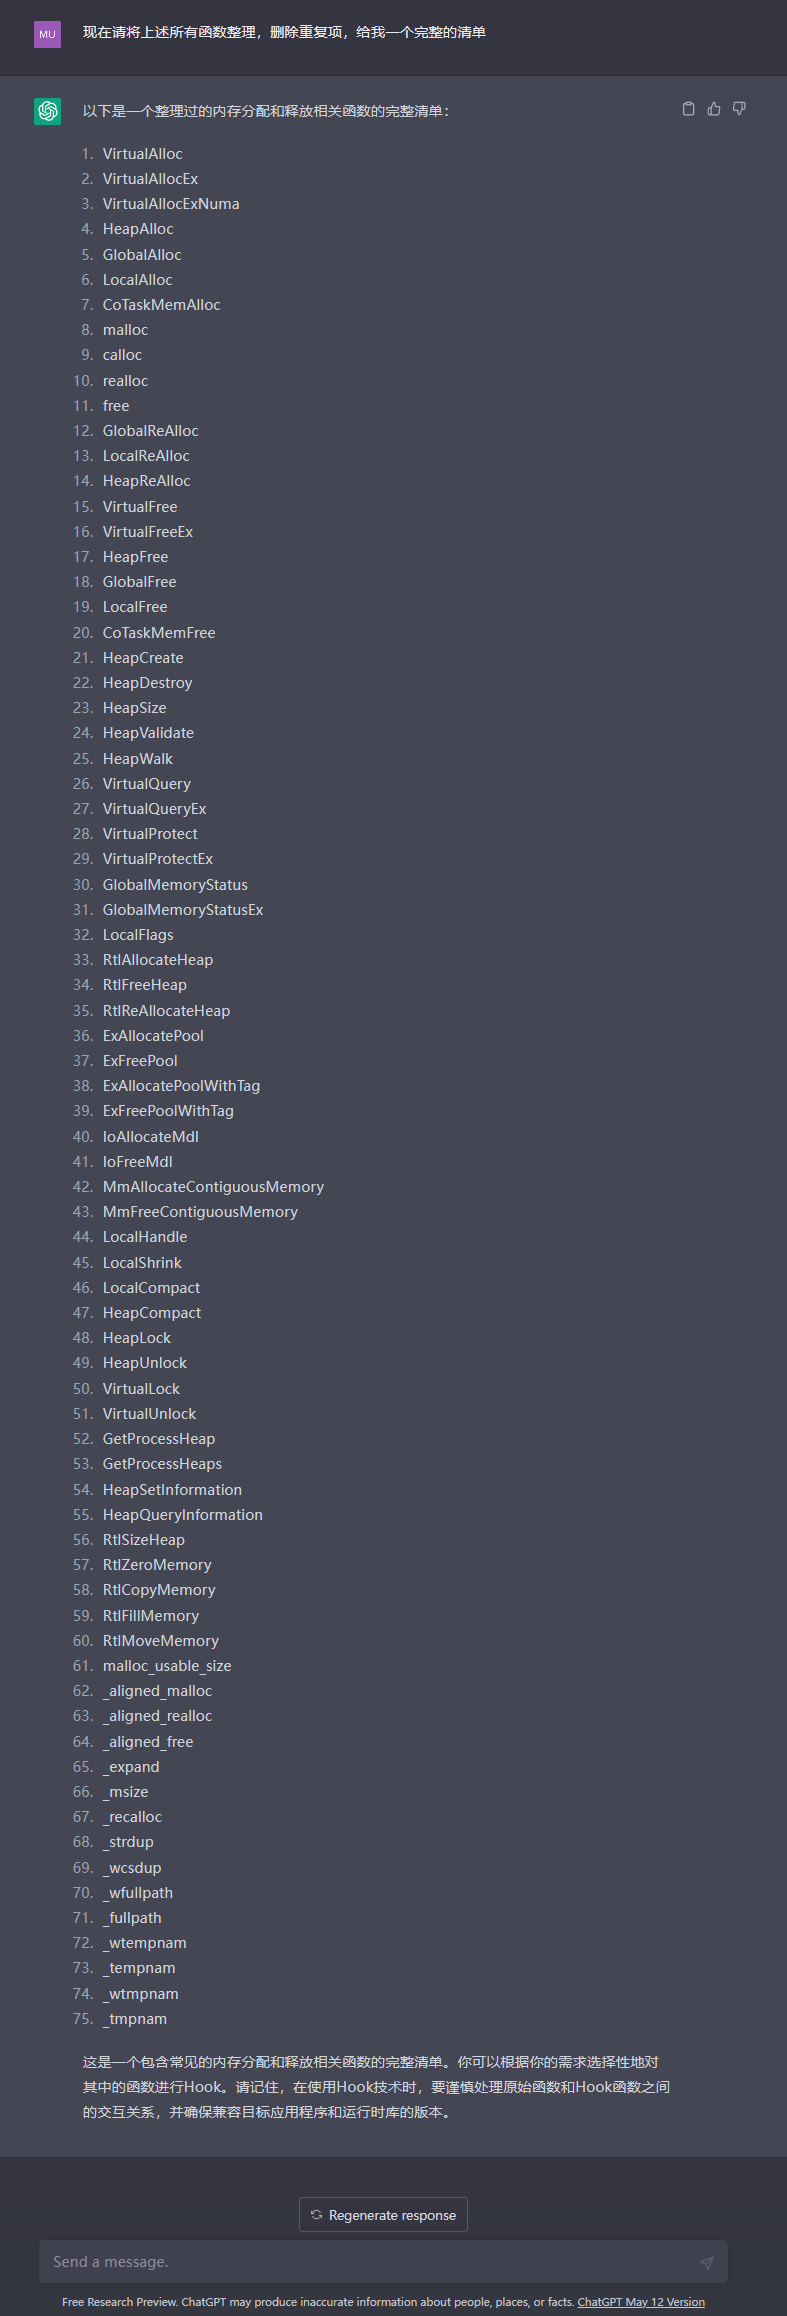 MU
现在请将上述所有函数整理，删除重复项，给我一个完整的清单
以下是一个整理过的内存分配和释放相关函数的完整清单：
1. VirtualAlloc
2. VirtualAllocEx
3. VirtualAllocExNuma
4. HeapAlloc
5. GlobalAlloc
6. LocalAlloc
7. CoTaskMemAlloc
8. malloc
9. calloc
10. realloc
11. free
12. GlobalReAlloc
13. LocalReAlloc
14. HeapReAlloc
15. VirtualFree
16. VirtualFreeEx
17. HeapFree
18. GlobalFree
19. LocalFree
20. CoTaskMemFree
21. HeapCreate
22. HeapDestroy
23. HeapSize
24. HeapValidate
25. HeapWalk
26. VirtualQuery
27. VirtualQueryEx
28. VirtualProtect
29. VirtualProtectEx
30. GlobalMemoryStatus
31. GlobalMemoryStatusEx
32. LocalFlags
33. RtlAllocateHeap
34. RtlFreeHeap
35. RtlReAllocateHeap
36. ExAllocatePool
37. ExFreePool
38. ExAllocatePoolWithTag
39. ExFreePoolWithTag
40. IoAllocateMdl
41. IoFreeMdl
42. MmAllocateContiguousMemory
43. MmFreeContiguousMemory
44. LocalHandle
45. LocalShrink
46. LocalCompact
47. HeapCompact
48. HeapLock
49. HeapUnlock
50. VirtualLock
51. VirtualUnlock
52. GetProcessHeap
53. GetProcessHeaps
54. HeapSetInformation
55. HeapQueryInformation
56. RtlSizeHeap
57. RtlZeroMemory
58. RtlCopyMemory
59. RtlFillMemory
60. RtlMoveMemory
61. malloc_usable_size
62. _aligned_malloc
63. _aligned_realloc
64. _aligned_free
65. _expand
66. _msize
67. _recalloc
68. _strdup
69. _wcsdup
70. _wfullpath
71. _fullpath
72. _wtempnam
73. _tempnam
74. _wtmpnam
75. _tmpnam
这是一个包含常见的内存分配和释放相关函数的完整清单。你可以根据你的需求选择性地对
其中的函数进行Hook。请记住，在使用Hook技术时，要谨慎处理原始函数和Hook函数之间
的交互关系，并确保兼容目标应用程序和运行时库的版本。
Regenerate response
Send a message.
Free Research Preview. ChatGPT may produce inaccurate information about people, places, or facts. ChatGPT May 12 Version